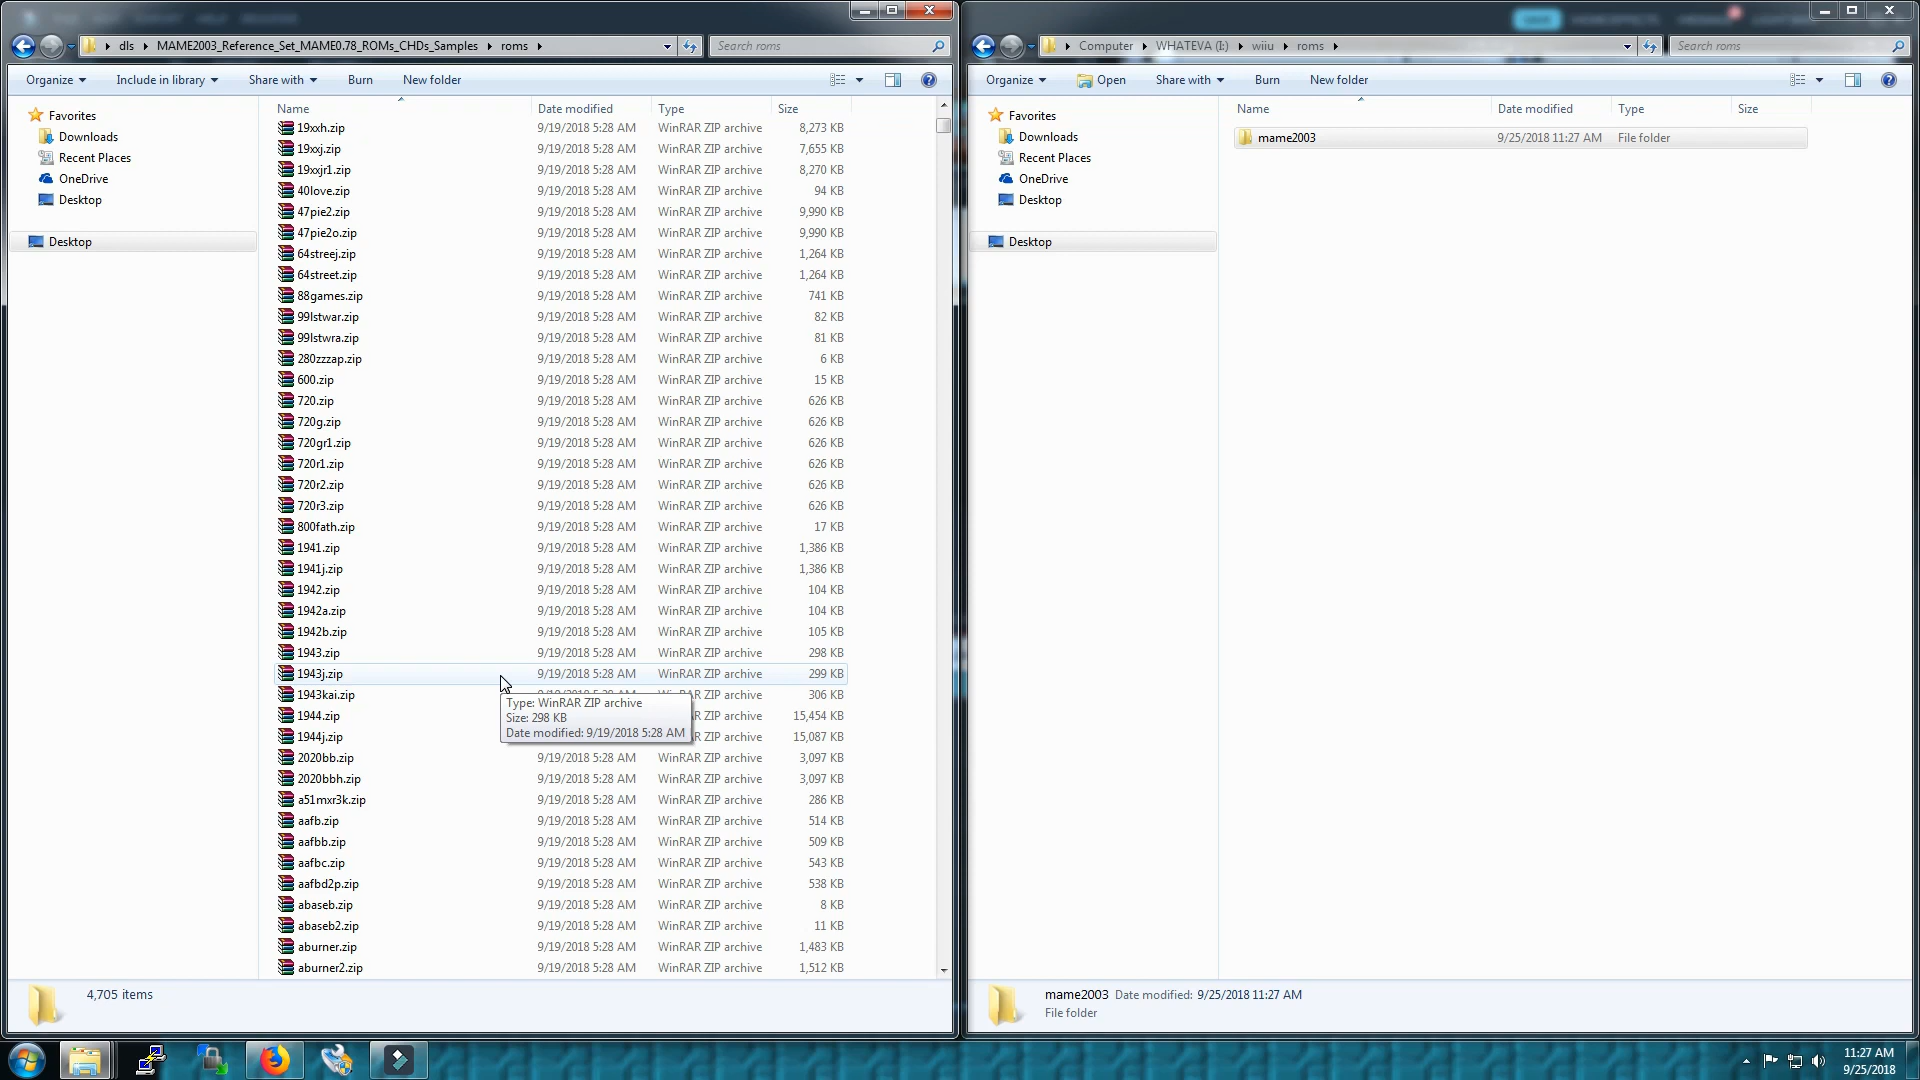 dls
MAME2003_Reference_Set_MAME0.78_ROMs_CHDs_Samples
roms
Search roms
Organize
Include in library
Share with
Burn
New folder
Favorites
Downloads
Recent Places
OneDrive
Desktop
Desktop
Name Date modified Type Size
19xxh.zip 9/19/2018 5:28 AM WinRAR ZIP archive 8,273 KB
19xxj.zip 9/19/2018 5:28 AM WinRAR ZIP archive 7,655 KB
19xxjr1.zip 9/19/2018 5:28 AM WinRAR ZIP archive 8,270 KB
40love.zip 9/19/2018 5:28 AM WinRAR ZIP archive 94 KB
47pie2.zip 9/19/2018 5:28 AM WinRAR ZIP archive 9,990 KB
47pie2o.zip 9/19/2018 5:28 AM WinRAR ZIP archive 9,990 KB
64streej.zip 9/19/2018 5:28 AM WinRAR ZIP archive 1,264 KB
64street.zip 9/19/2018 5:28 AM WinRAR ZIP archive 1,264 KB
88games.zip 9/19/2018 5:28 AM WinRAR ZIP archive 741 KB
99lstwar.zip 9/19/2018 5:28 AM WinRAR ZIP archive 82 KB
99lstwra.zip 9/19/2018 5:28 AM WinRAR ZIP archive 81 KB
280zzzap.zip 9/19/2018 5:28 AM WinRAR ZIP archive 6 KB
600.zip 9/19/2018 5:28 AM WinRAR ZIP archive 15 KB
720.zip 9/19/2018 5:28 AM WinRAR ZIP archive 626 KB
720g.zip 9/19/2018 5:28 AM WinRAR ZIP archive 626 KB
720gr1.zip 9/19/2018 5:28 AM WinRAR ZIP archive 626 KB
720r1.zip 9/19/2018 5:28 AM WinRAR ZIP archive 626 KB
720r2.zip 9/19/2018 5:28 AM WinRAR ZIP archive 626 KB
720r3.zip 9/19/2018 5:28 AM WinRAR ZIP archive 626 KB
800fath.zip 9/19/2018 5:28 AM WinRAR ZIP archive 17 KB
1941.zip 9/19/2018 5:28 AM WinRAR ZIP archive 1,386 KB
1941j.zip 9/19/2018 5:28 AM WinRAR ZIP archive 1,386 KB
1942.zip 9/19/2018 5:28 AM WinRAR ZIP archive 104 KB
1942a.zip 9/19/2018 5:28 AM WinRAR ZIP archive 104 KB
1942b.zip 9/19/2018 5:28 AM WinRAR ZIP archive 105 KB
1943.zip 9/19/2018 5:28 AM WinRAR ZIP archive 298 KB
1943j.zip 9/19/2018 5:28 AM WinRAR ZIP archive 299 KB
1943kai.zip 9/19/2018 5:28 AM WinRAR ZIP archive 306 KB
1944.zip R ZIP archive 15,454 KB
1944j.zip R ZIP archive 15,087 KB
Type: WinRAR ZIP archive
Size: 298 KB
Date modified: 9/19/2018 5:28 AM
2020bb.zip 9/19/2018 5:28 AM WinRAR ZIP archive 3,097 KB
2020bbh.zip 9/19/2018 5:28 AM WinRAR ZIP archive 3,097 KB
a51mxr3k.zip 9/19/2018 5:28 AM WinRAR ZIP archive 286 KB
aafb.zip 9/19/2018 5:28 AM WinRAR ZIP archive 514 KB
aafbb.zip 9/19/2018 5:28 AM WinRAR ZIP archive 509 KB
aafbc.zip 9/19/2018 5:28 AM WinRAR ZIP archive 543 KB
aafbd2p.zip 9/19/2018 5:28 AM WinRAR ZIP archive 538 KB
abaseb.zip 9/19/2018 5:28 AM WinRAR ZIP archive 8 KB
abaseb2.zip 9/19/2018 5:28 AM WinRAR ZIP archive 11 KB
aburner.zip 9/19/2018 5:28 AM WinRAR ZIP archive 1,483 KB
aburner2.zip 9/19/2018 5:28 AM WinRAR ZIP archive 1,512 KB
4,705 items
Computer
WHATEVA (I:)
wiiu
roms
Search roms
Organize
Open
Share with
Burn
New folder
Favorites
Downloads
Recent Places
OneDrive
Desktop
Desktop
Name Date modified Type Size
mame2003 9/25/2018 11:27 AM File folder
mame2003 Date modified: 9/25/2018 11:27 AM
File folder
11:27 AM
9/25/2018